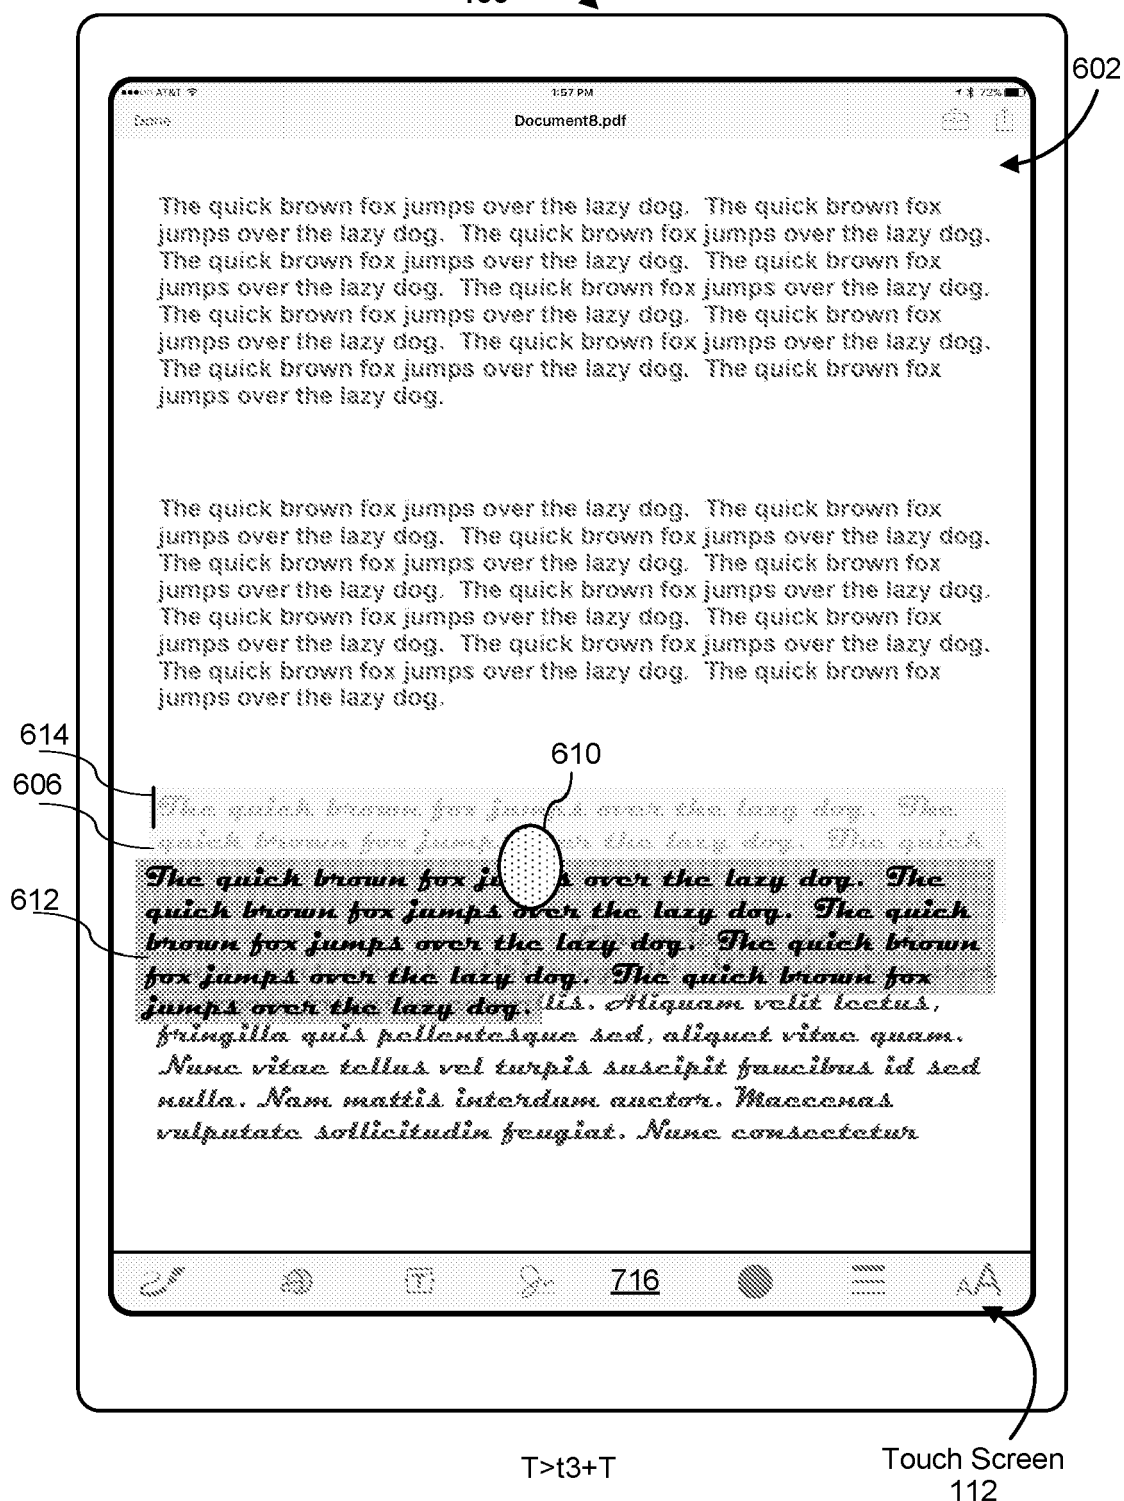 602
AT&T 1:57 PM 72%
Done Document8.pdf
The quick brown fox jumps over the lazy dog. The quick brown fox
jumps over the lazy dog. The quick brown fox jumps over the lazy dog.
The quick brown fox jumps over the lazy dog. The quick brown fox
jumps over the lazy dog. The quick brown fox jumps over the lazy dog.
The quick brown fox jumps over the lazy dog. The quick brown fox
jumps over the lazy dog. The quick brown fox jumps over the lazy dog.
The quick brown fox jumps over the lazy dog. The quick brown fox
jumps over the lazy dog.
The quick brown fox jumps over the lazy dog. The quick brown fox
jumps over the lazy dog. The quick brown fox jumps over the lazy dog.
The quick brown fox jumps over the lazy dog. The quick brown fox
jumps over the lazy dog. The quick brown fox jumps over the lazy dog.
The quick brown fox jumps over the lazy dog. The quick brown fox
jumps over the lazy dog. The quick brown fox jumps over the lazy dog.
The quick brown fox jumps over the lazy dog. The quick brown fox
jumps over the lazy dog.
614
610
606
The quick brown fox jumps over the lazy dog. The
quick brown fox over the lazy dog. The quick
The quick brown fox over the lazy dog. The
612
quick brown fox jumps over the lazy dog. The quick
brown fox jumps over the lazy dog. The quick brown
fox jumps over the lazy dog. The quick brown fox
jumps over the lazy dog. lis. Aliquam velit lectus,
fringilla quis pellentesque sed, aliquet vitae quam.
Nunc vitae tellus vel turpis suscipit faucibus id sed
nulla. Nam mattis interdum auctor. Maecenas
vulputate sollicitudin feugiat. Nunc consectetur
T 716 AA
T>t3+T
Touch Screen
112